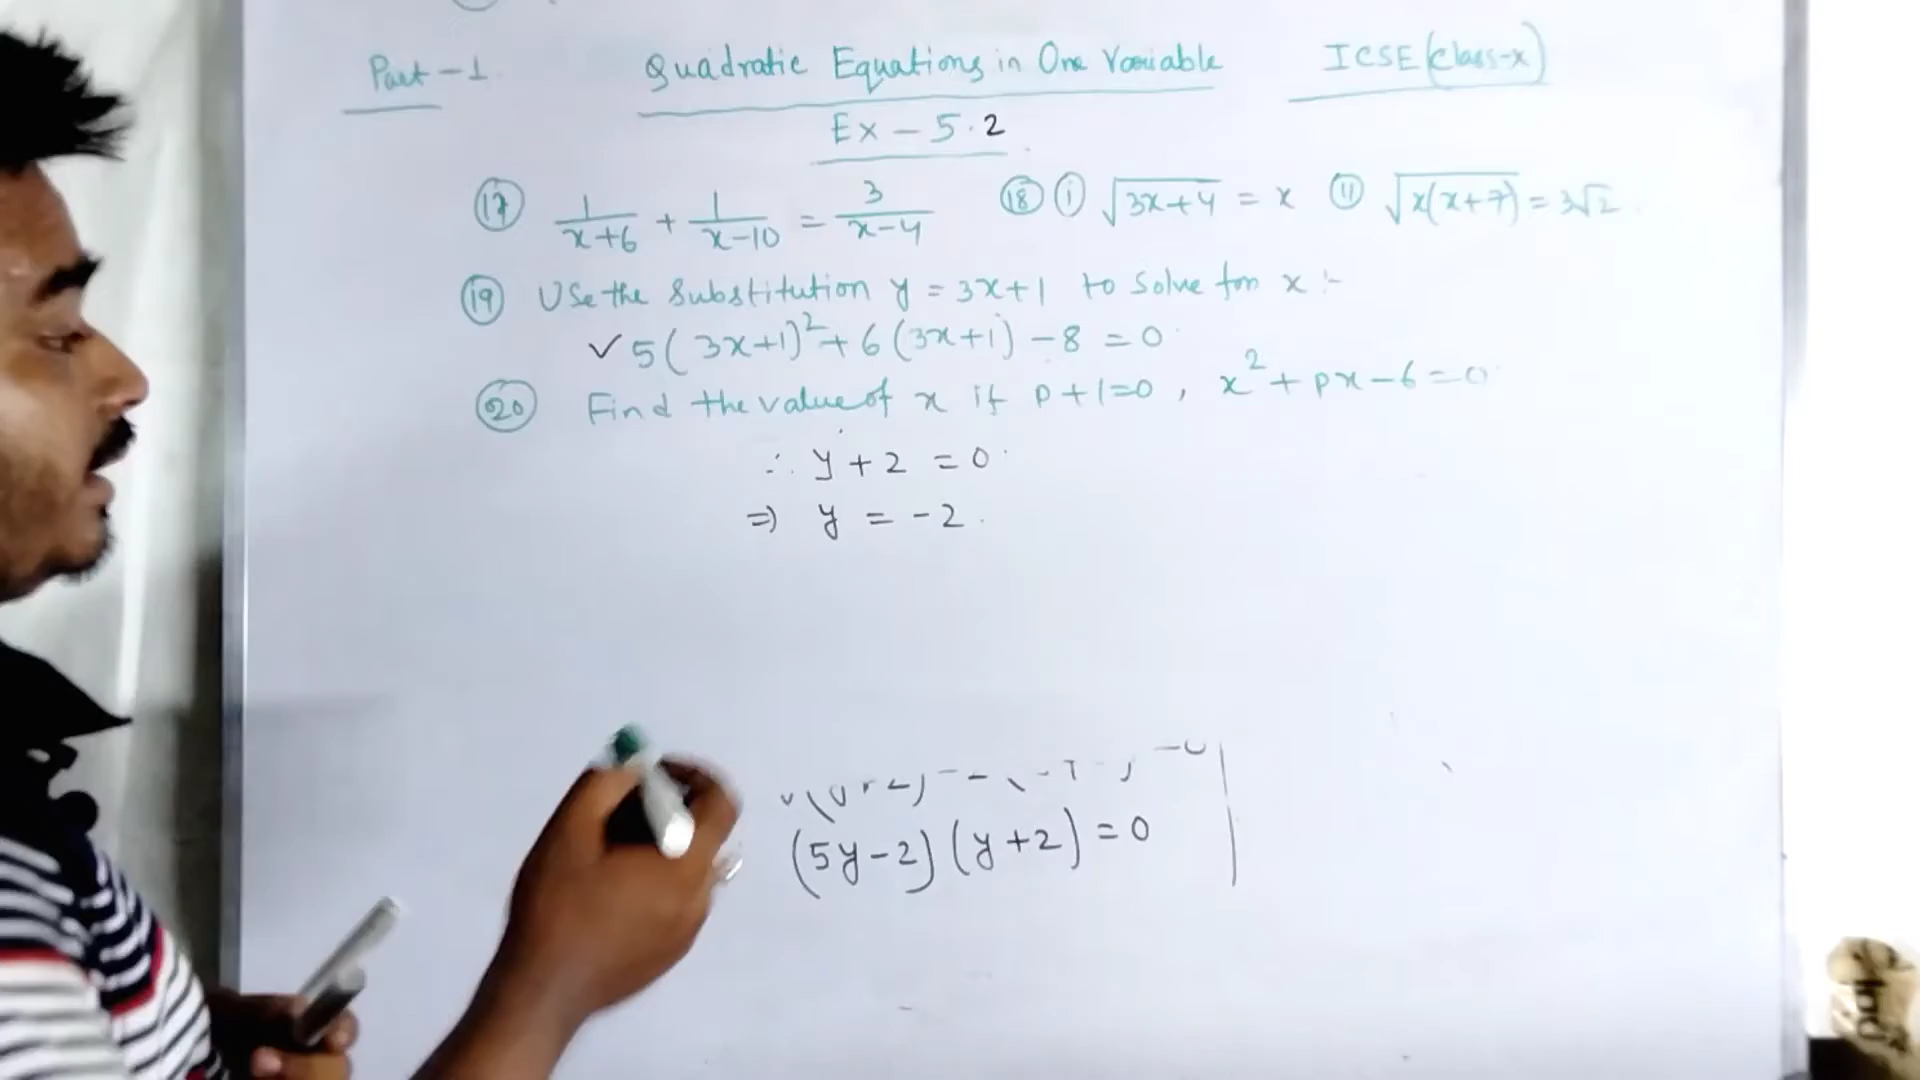 Part-1 Quadratic Equations in One Variable ICSE (Class-X)
Ex-5.2
(17) 1/(x+6) + 1/(x-10) = 3/(x-4) (18) (i) √(3x+4) = x (ii) √(x(x+7)) = 3√2
(19) Use the Substitution y = 3x+1 to solve for x :-
✓ 5(3x+1)² + 6(3x+1) - 8 = 0
(20) Find the value of x if p+1=0, x² + px - 6 = 0
∴ y + 2 = 0
⇒ y = -2
(5y-2)(y+2) = 0